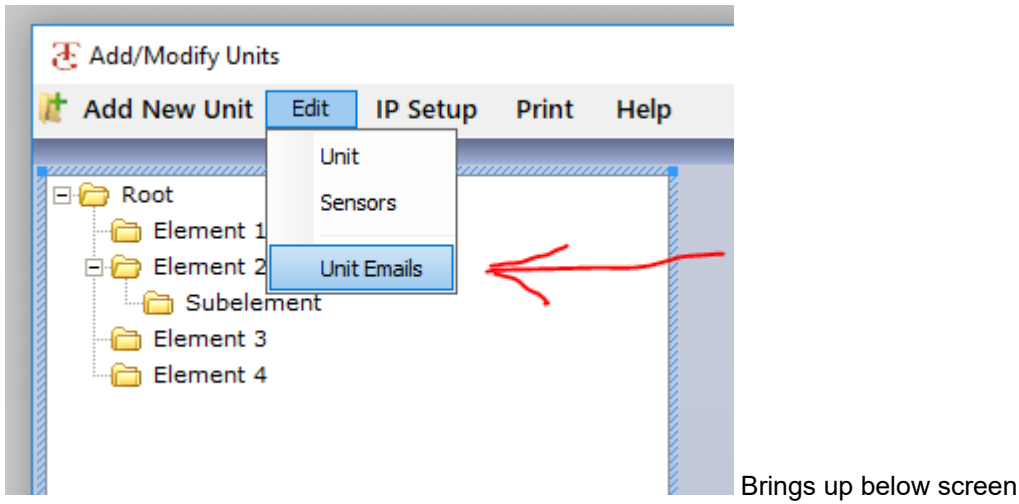 Add/Modify Units
Add New Unit Edit IP Setup Print Help
Unit
Sensors
Unit Emails
Root
Element 1
Element 2
Subelement
Element 3
Element 4
Brings up below screen